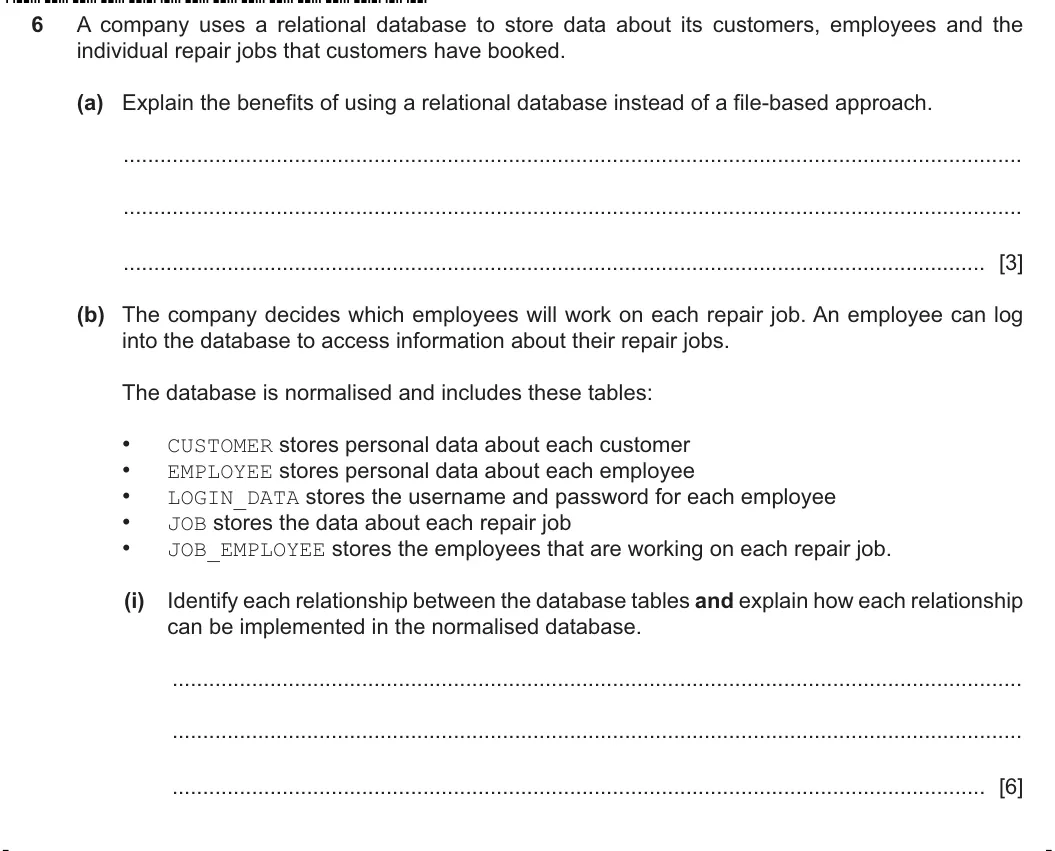 6 A company uses a relational database to store data about its customers, employees and the
individual repair jobs that customers have booked.
(a) Explain the benefits of using a relational database instead of a file-based approach.
..........................................................................................................................................................
..........................................................................................................................................................
.................................................................................................................................................... [3]
(b) The company decides which employees will work on each repair job. An employee can log
into the database to access information about their repair jobs.
The database is normalised and includes these tables:
• CUSTOMER stores personal data about each customer
• EMPLOYEE stores personal data about each employee
• LOGIN_DATA stores the username and password for each employee
• JOB stores the data about each repair job
• JOB_EMPLOYEE stores the employees that are working on each repair job.
(i) Identify each relationship between the database tables and explain how each relationship
can be implemented in the normalised database.
..................................................................................................................................................
..................................................................................................................................................
............................................................................................................................................ [6]